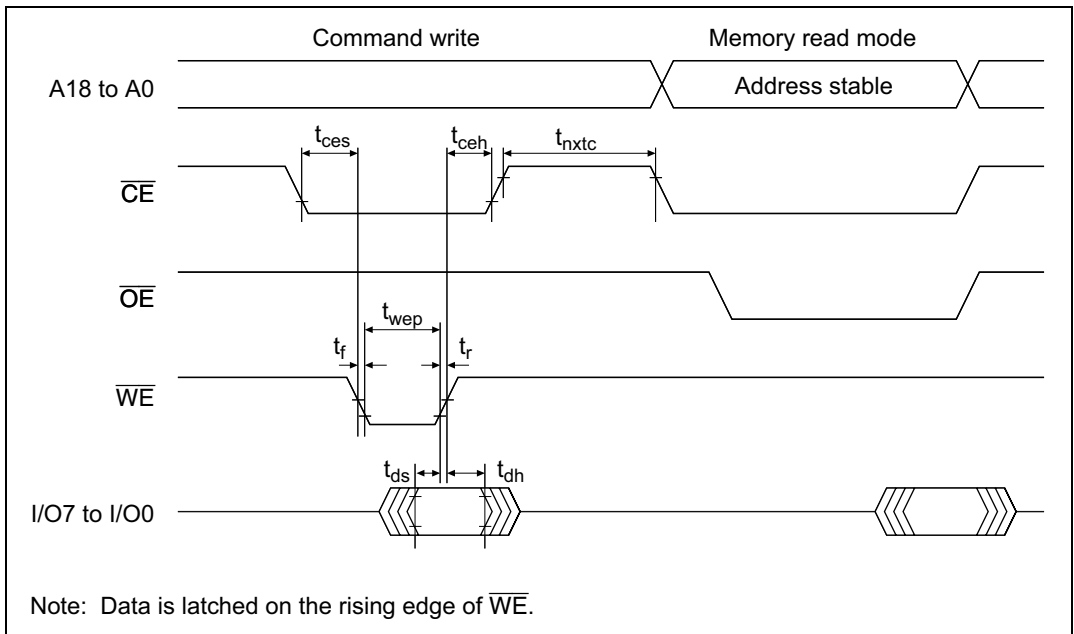 Command write
Memory read mode
A18 to A0
Address stable
tces
tceh
tnxtc
CE
OE
twep
tf
tr
WE
tds
tdh
I/O7 to I/O0
Note: Data is latched on the rising edge of WE.